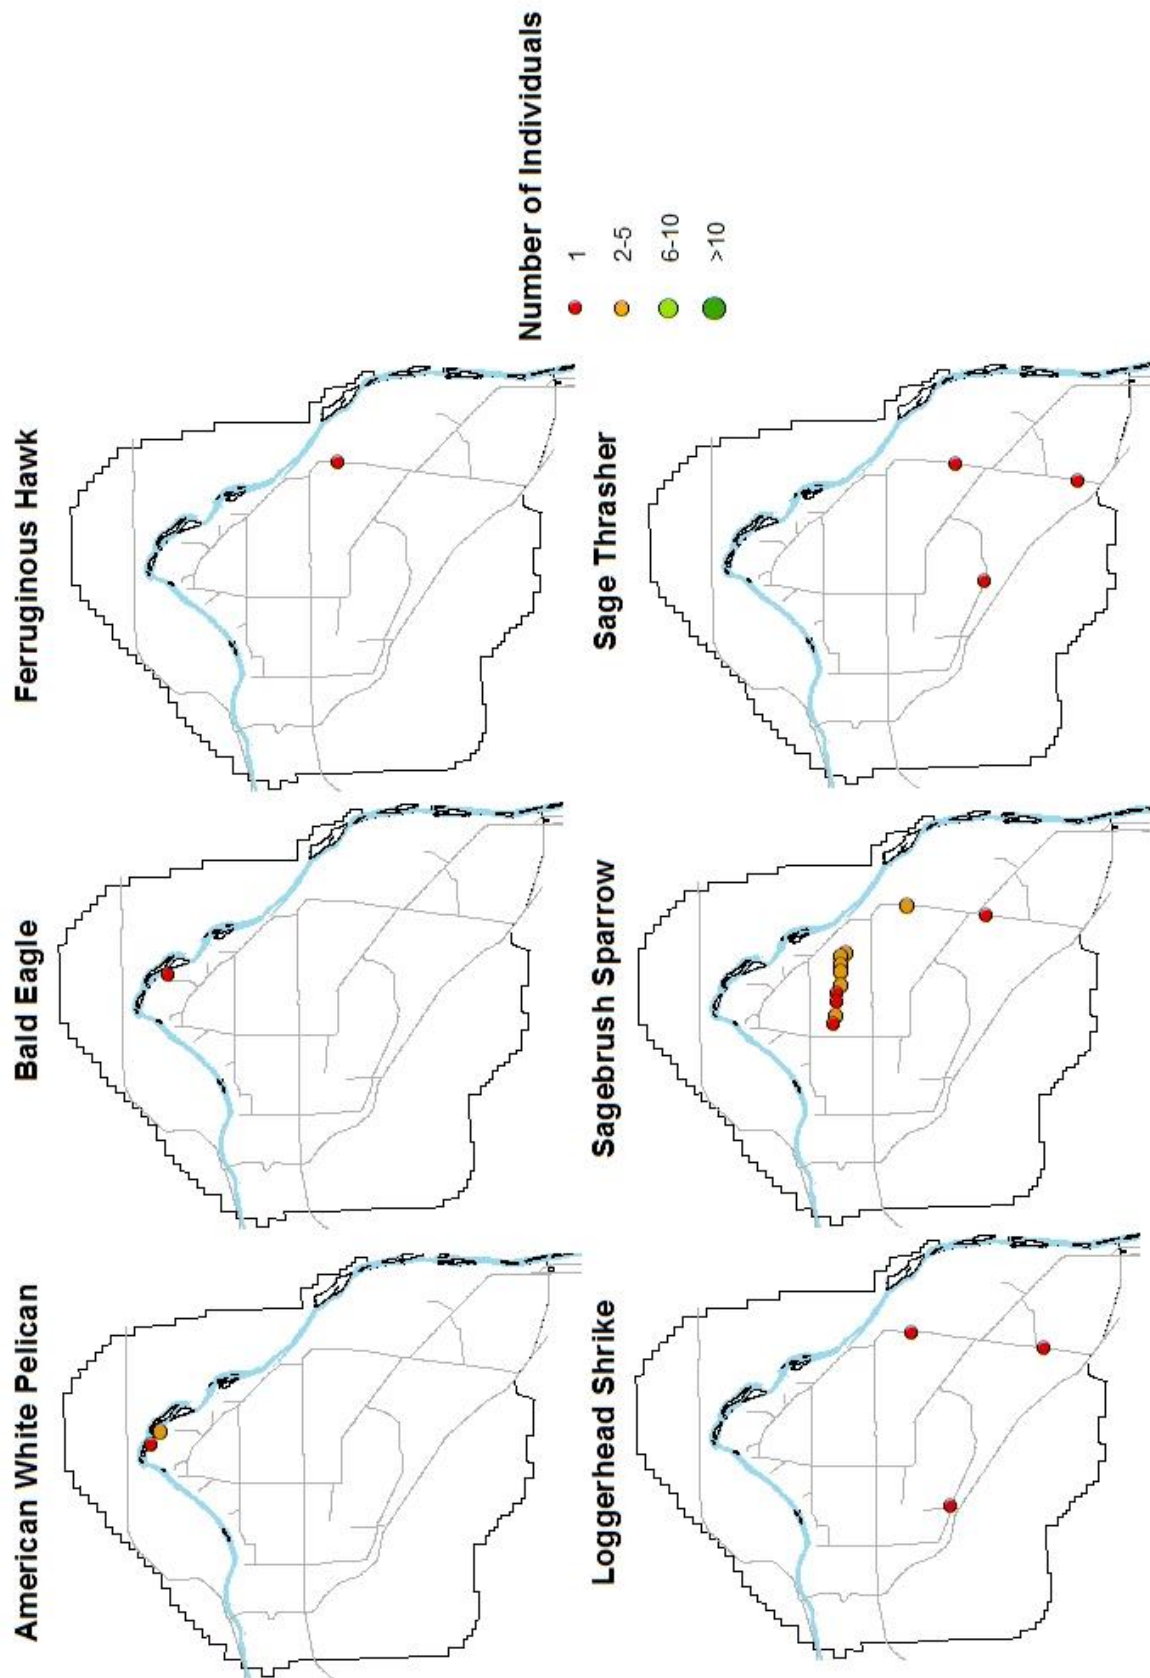 American White Pelican
Bald Eagle
Ferruginous Hawk
Loggerhead Shrike
Sagebrush Sparrow
Sage Thrasher
Number of Individuals
1
2-5
6-10
>10